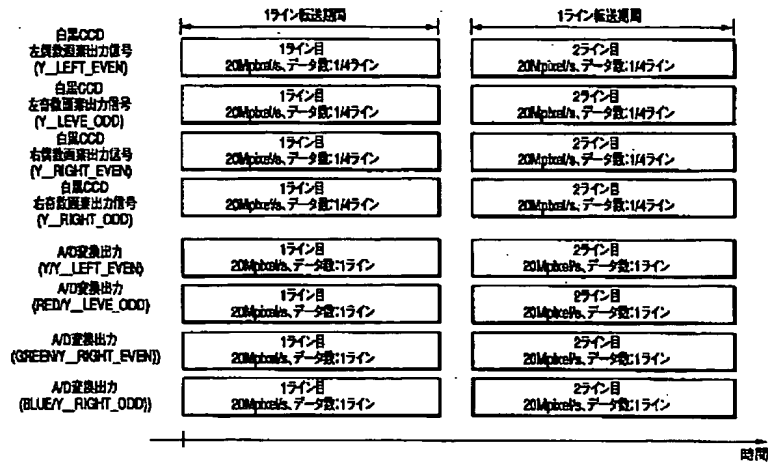 1ライン転送期間 1ライン転送期間
白黒CCD
左偶数画素出力信号
(Y_LEFT_EVEN)
1ライン目
20Mpixel/s、データ数:1/4ライン
2ライン目
20Mpixel/s、データ数:1/4ライン
白黒CCD
左奇数画素出力信号
(Y_LEVE_ODD)
1ライン目
20Mpixel/s、データ数:1/4ライン
2ライン目
20Mpixel/s、データ数:1/4ライン
白黒CCD
右偶数画素出力信号
(Y_RIGHT_EVEN)
1ライン目
20Mpixel/s、データ数:1/4ライン
2ライン目
20Mpixel/s、データ数:1/4ライン
白黒CCD
右奇数画素出力信号
(Y_RIGHT_ODD)
1ライン目
20Mpixel/s、データ数:1/4ライン
2ライン目
20Mpixel/s、データ数:1/4ライン
A/D変換出力
(Y/Y_LEFT_EVEN)
1ライン目
20Mpixel/s、データ数:1ライン
2ライン目
20Mpixel/s、データ数:1ライン
A/D変換出力
(RED/Y_LEVE_ODD)
1ライン目
20Mpixel/s、データ数:1ライン
2ライン目
20Mpixel/s、データ数:1ライン
A/D変換出力
(GREEN/Y_RIGHT_EVEN))
1ライン目
20Mpixel/s、データ数:1ライン
2ライン目
20Mpixel/s、データ数:1ライン
A/D変換出力
(BLUE/Y_RIGHT_ODD))
1ライン目
20Mpixel/s、データ数:1ライン
2ライン目
20Mpixel/s、データ数:1ライン
時間